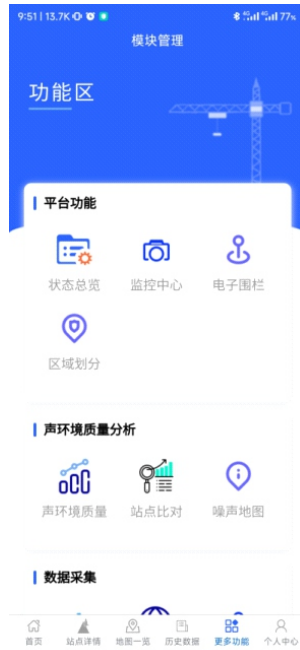 9:51 | 13.7K 77%
模块管理
功能区
平台功能
状态总览 监控中心 电子围栏
区域划分
声环境质量分析
声环境质量 站点比对 噪声地图
数据采集
首页 站点详情 地图一览 历史数据 更多功能 个人中心